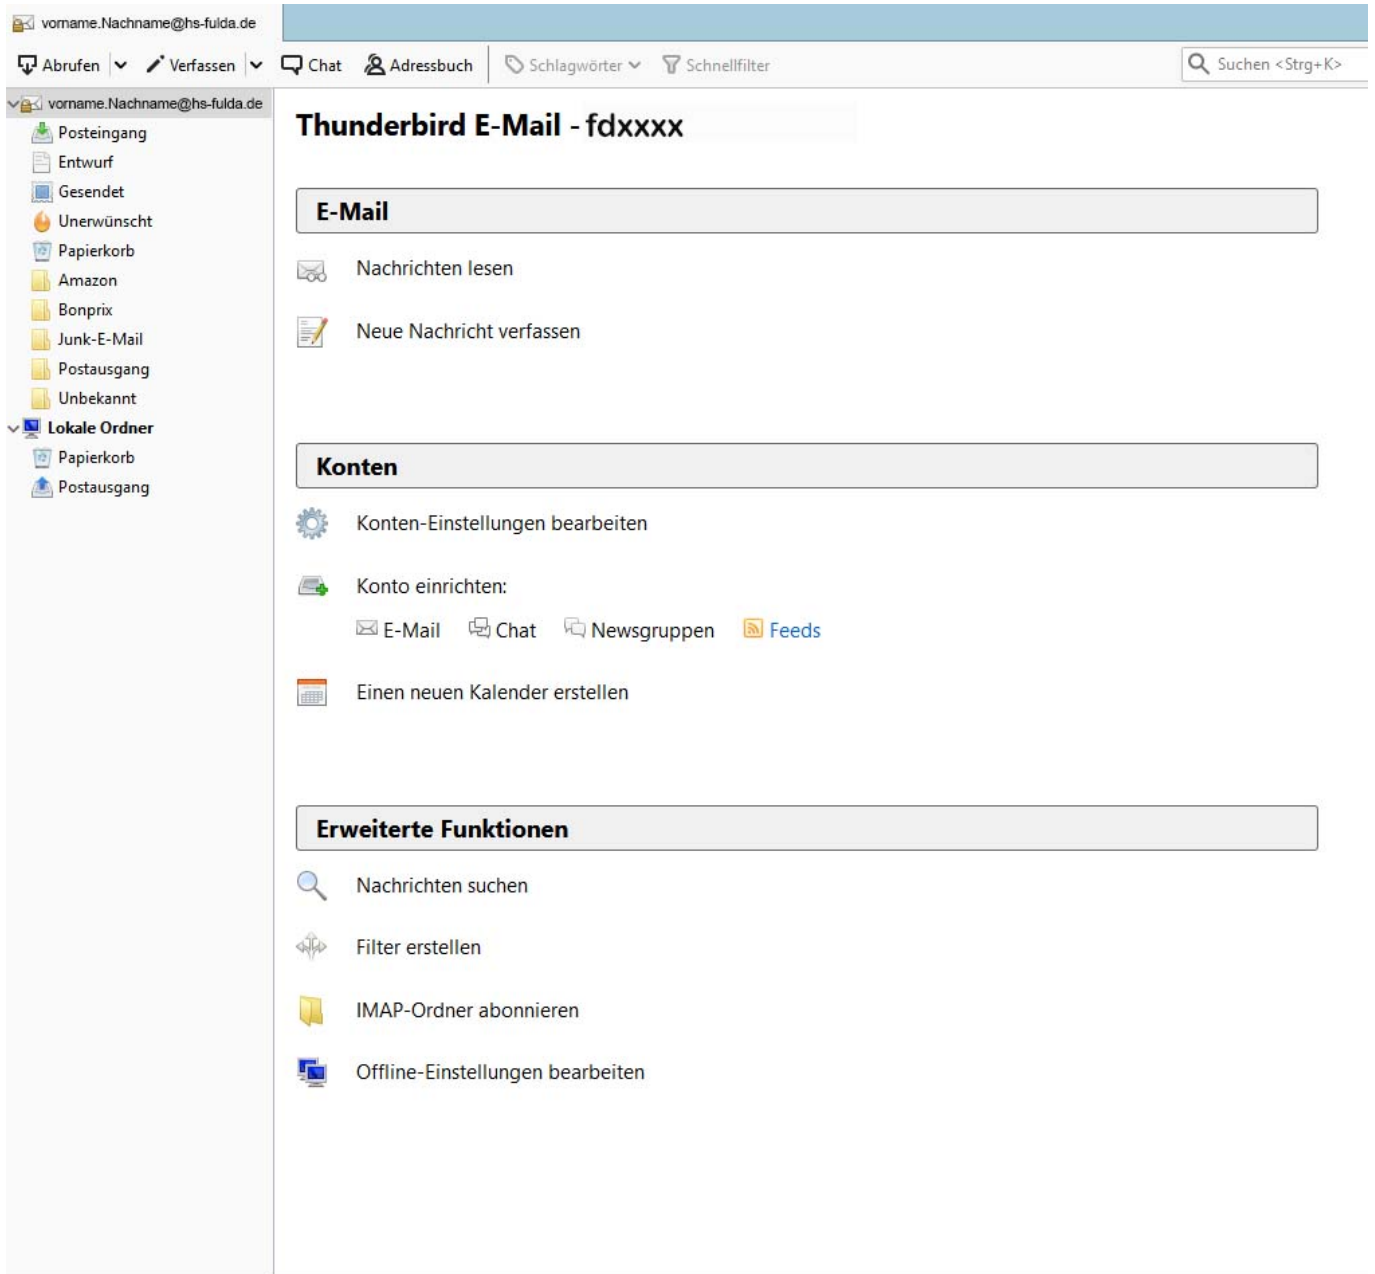 vorname.Nachname@hs-fulda.de
Abrufen Verfassen Chat Adressbuch Schlagwörter Schnellfilter Suchen <Strg+K>
vorname.Nachname@hs-fulda.de
Posteingang
Entwurf
Gesendet
Unerwünscht
Papierkorb
Amazon
Bonprix
Junk-E-Mail
Postausgang
Unbekannt
Lokale Ordner
Papierkorb
Postausgang
Thunderbird E-Mail - fdxxxx
E-Mail
Nachrichten lesen
Neue Nachricht verfassen
Konten
Konten-Einstellungen bearbeiten
Konto einrichten:
E-Mail Chat Newsgruppen Feeds
Einen neuen Kalender erstellen
Erweiterte Funktionen
Nachrichten suchen
Filter erstellen
IMAP-Ordner abonnieren
Offline-Einstellungen bearbeiten